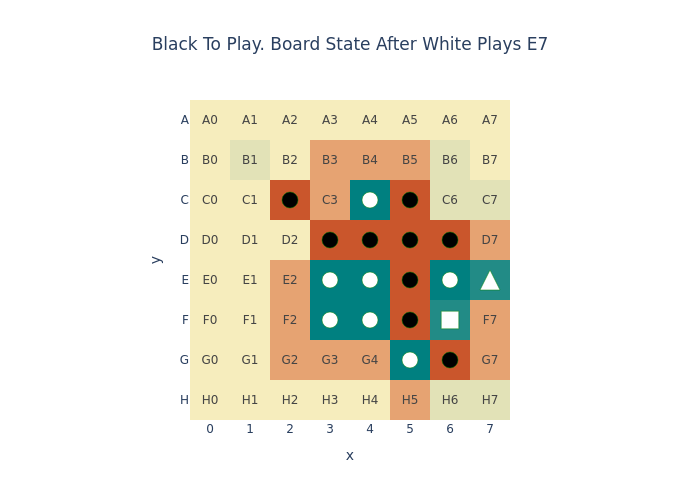 Black To Play. Board State After White Plays E7
A A0 A1 A2 A3 A4 A5 A6 A7
B B0 B1 B2 B3 B4 B5 B6 B7
C C0 C1 C3 C6 C7
D D0 D1 D2 D7
y
E E0 E1 E2
F F0 F1 F2 F7
G G0 G1 G2 G3 G4 G7
H H0 H1 H2 H3 H4 H5 H6 H7
0 1 2 3 4 5 6 7
x